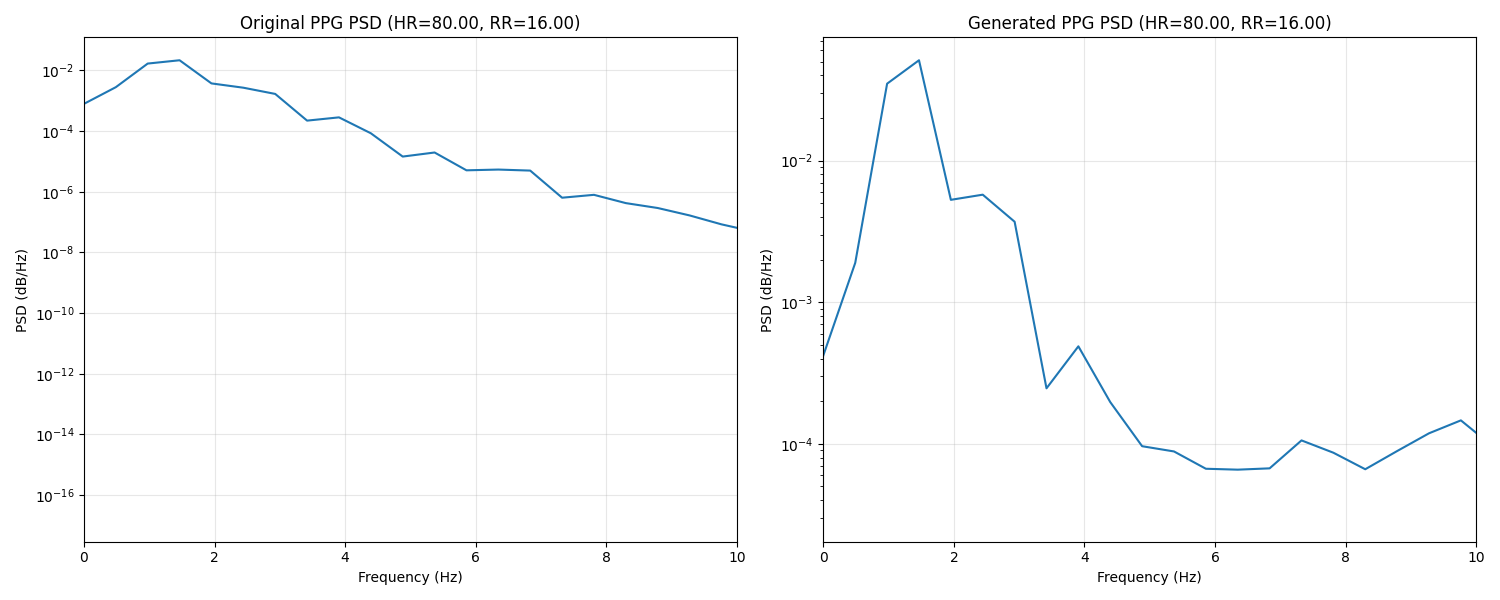 Original PPG PSD (HR=80.00, RR=16.00)
PSD (dB/Hz)
10⁻²
10⁻⁴
10⁻⁶
10⁻⁸
10⁻¹⁰
10⁻¹²
10⁻¹⁴
10⁻¹⁶
0 2 4 6 8 10
Frequency (Hz)
Generated PPG PSD (HR=80.00, RR=16.00)
PSD (dB/Hz)
10⁻²
10⁻³
10⁻⁴
0 2 4 6 8 10
Frequency (Hz)